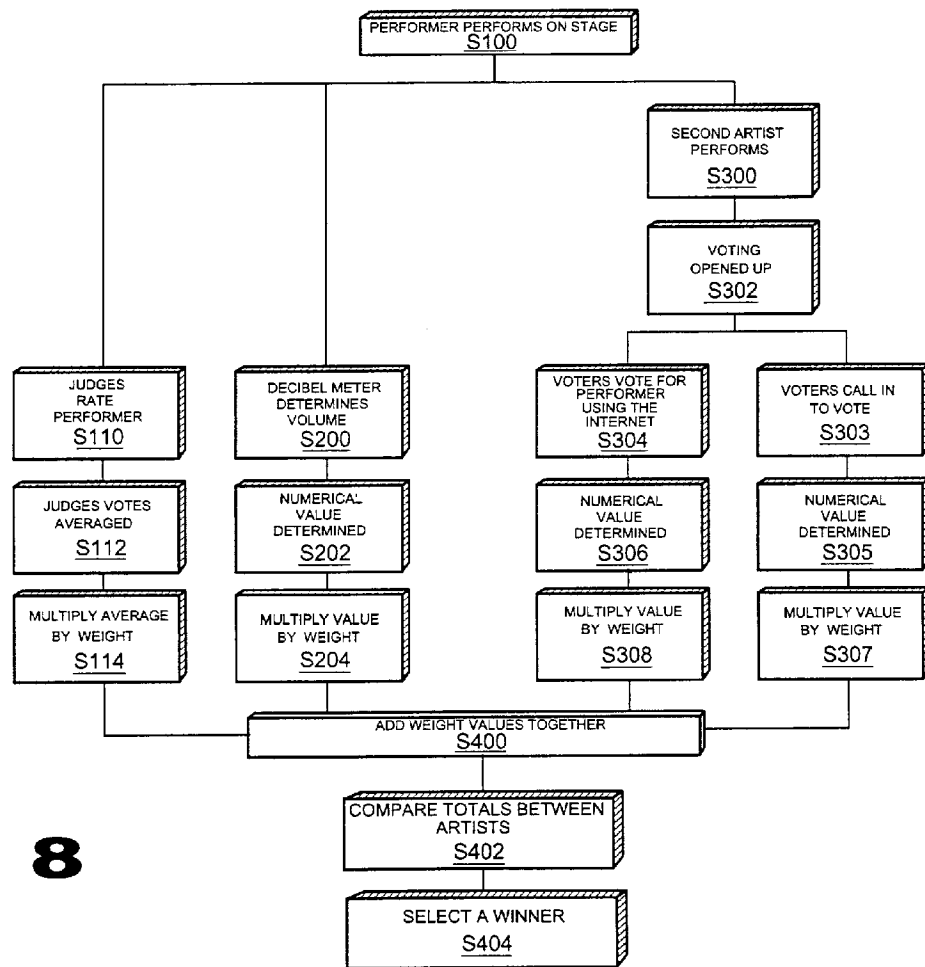 PERFORMER PERFORMS ON STAGE
S100
SECOND ARTIST
PERFORMS
S300
VOTING
OPENED UP
S302
JUDGES
RATE
PERFORMER
S110
DECIBEL METER
DETERMINES
VOLUME
S200
VOTERS VOTE FOR
PERFORMER
USING THE
INTERNET
S304
VOTERS CALL IN
TO VOTE
S303
JUDGES VOTES
AVERAGED
S112
NUMERICAL
VALUE
DETERMINED
S202
NUMERICAL
VALUE
DETERMINED
S306
NUMERICAL
VALUE
DETERMINED
S305
MULTIPLY AVERAGE
BY WEIGHT
S114
MULTIPLY VALUE
BY WEIGHT
S204
MULTIPLY VALUE
BY WEIGHT
S308
MULTIPLY VALUE
BY WEIGHT
S307
ADD WEIGHT VALUES TOGETHER
S400
COMPARE TOTALS BETWEEN
ARTISTS
S402
SELECT A WINNER
S404
8